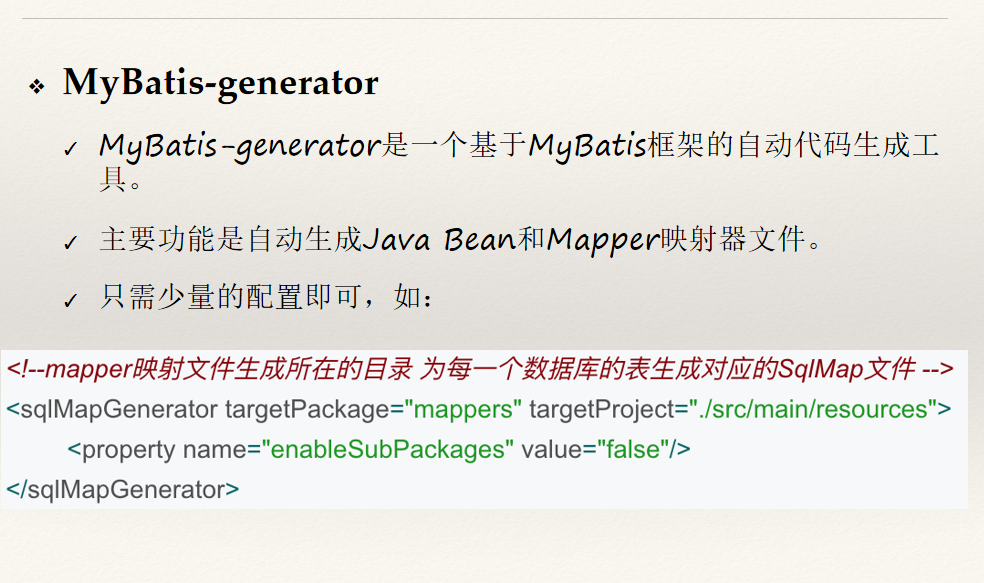 ❖ MyBatis-generator
✓ MyBatis-generator是一个基于MyBatis框架的自动代码生成工
具。
✓ 主要功能是自动生成Java Bean和Mapper映射器文件。
✓ 只需少量的配置即可，如：
<!--mapper映射文件生成所在的目录 为每一个数据库的表生成对应的SqlMap文件 -->
<sqlMapGenerator targetPackage="mappers" targetProject="./src/main/resources">
<property name="enableSubPackages" value="false"/>
</sqlMapGenerator>